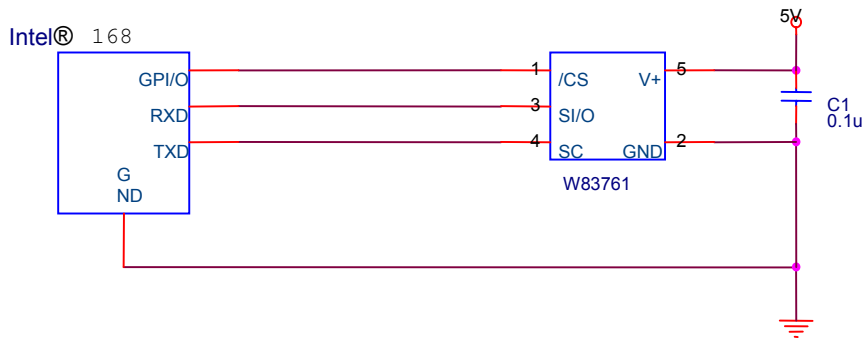 5V
Intel® 168
1
5
GPI/O
/CS
V+
C1
0.1u
3
RXD
SI/O
4
2
TXD
SC
GND
G
ND
W83761